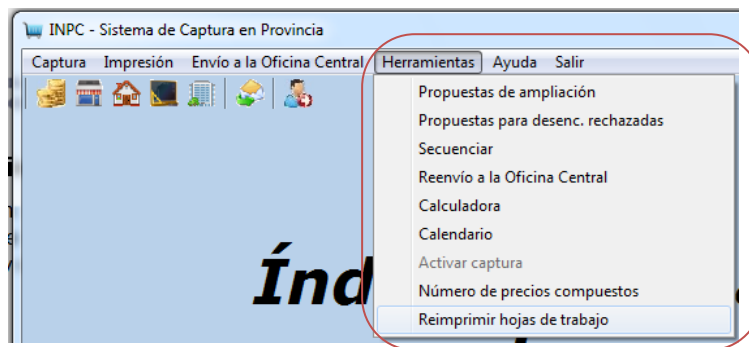 INPC - Sistema de Captura en Provincia
Captura Impresión Envío a la Oficina Central Herramientas Ayuda Salir
Propuestas de ampliación
Propuestas para desenc. rechazadas
Secuenciar
Reenvío a la Oficina Central
Calculadora
Calendario
Activar captura
Número de precios compuestos
Reimprimir hojas de trabajo
Índ